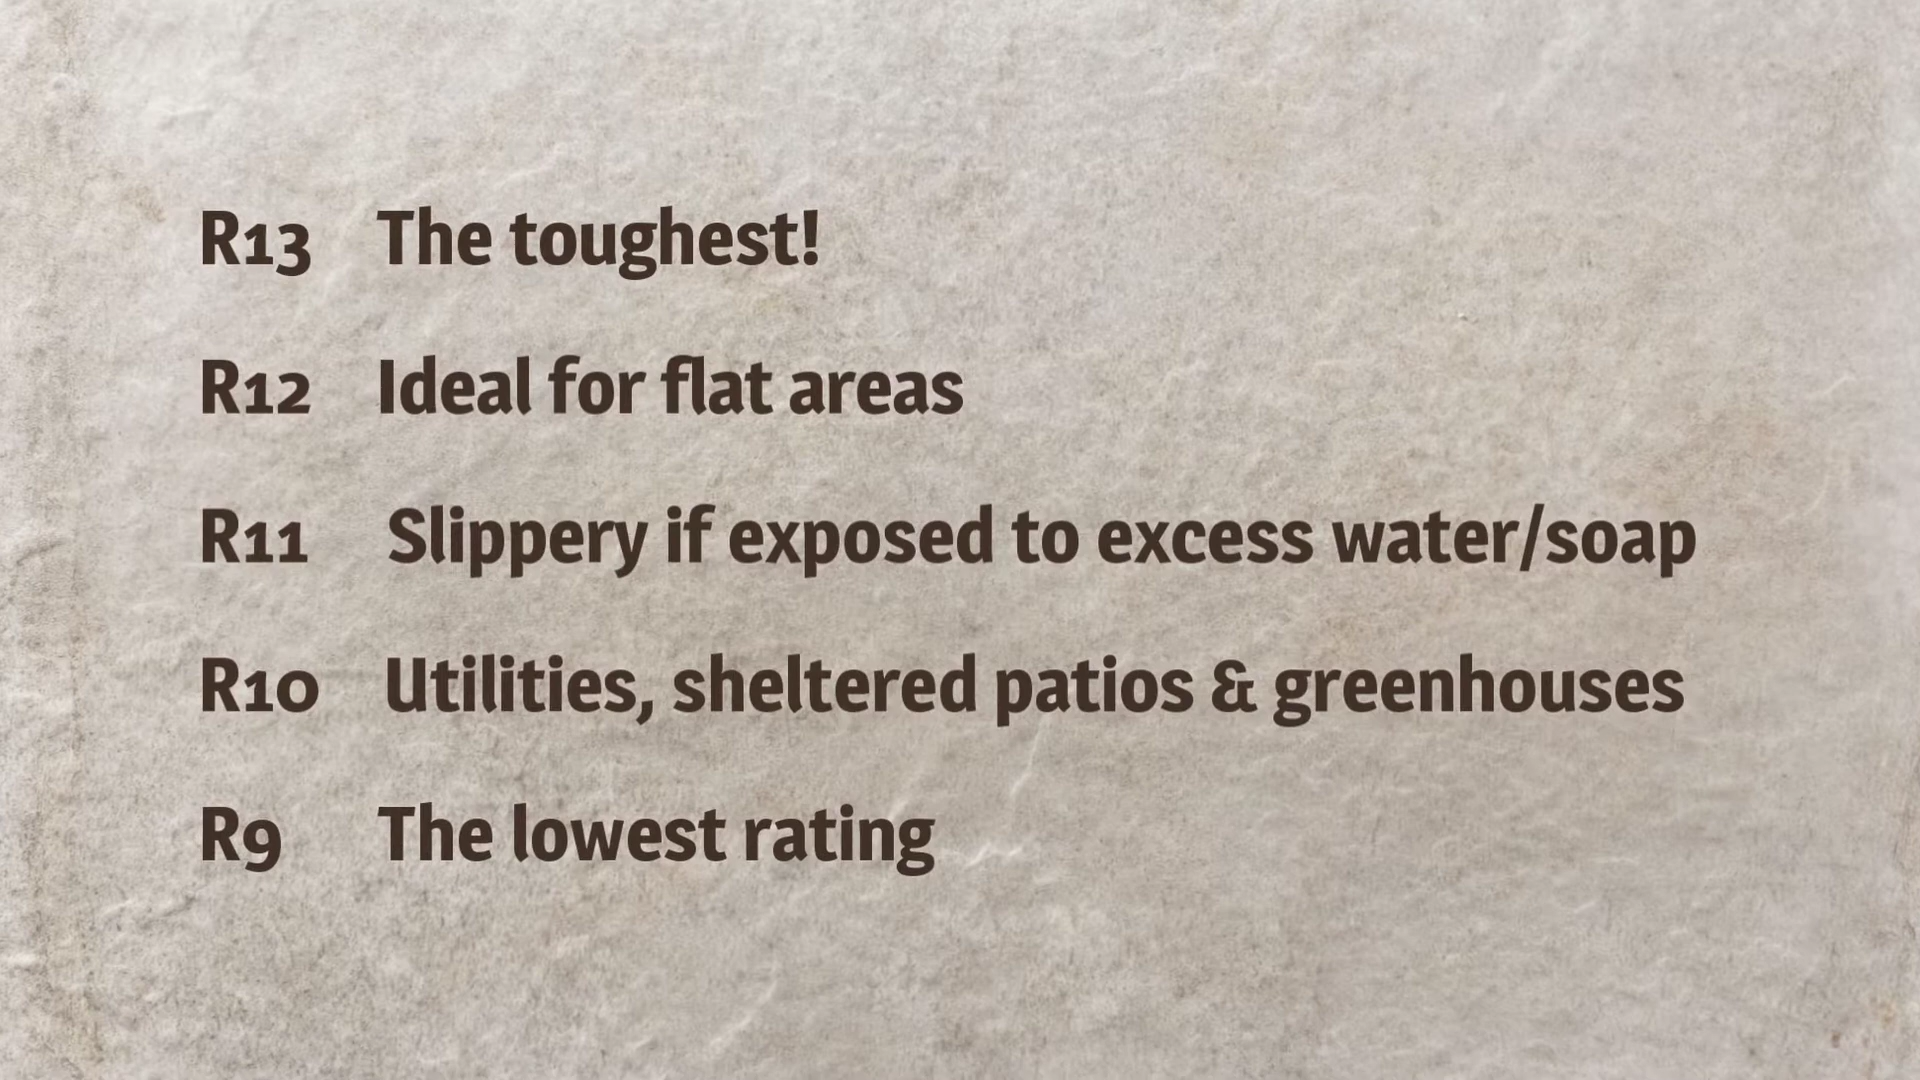 R13 The toughest!
R12 Ideal for flat areas
R11 Slippery if exposed to excess water/soap
R10 Utilities, sheltered patios & greenhouses
R9 The lowest rating